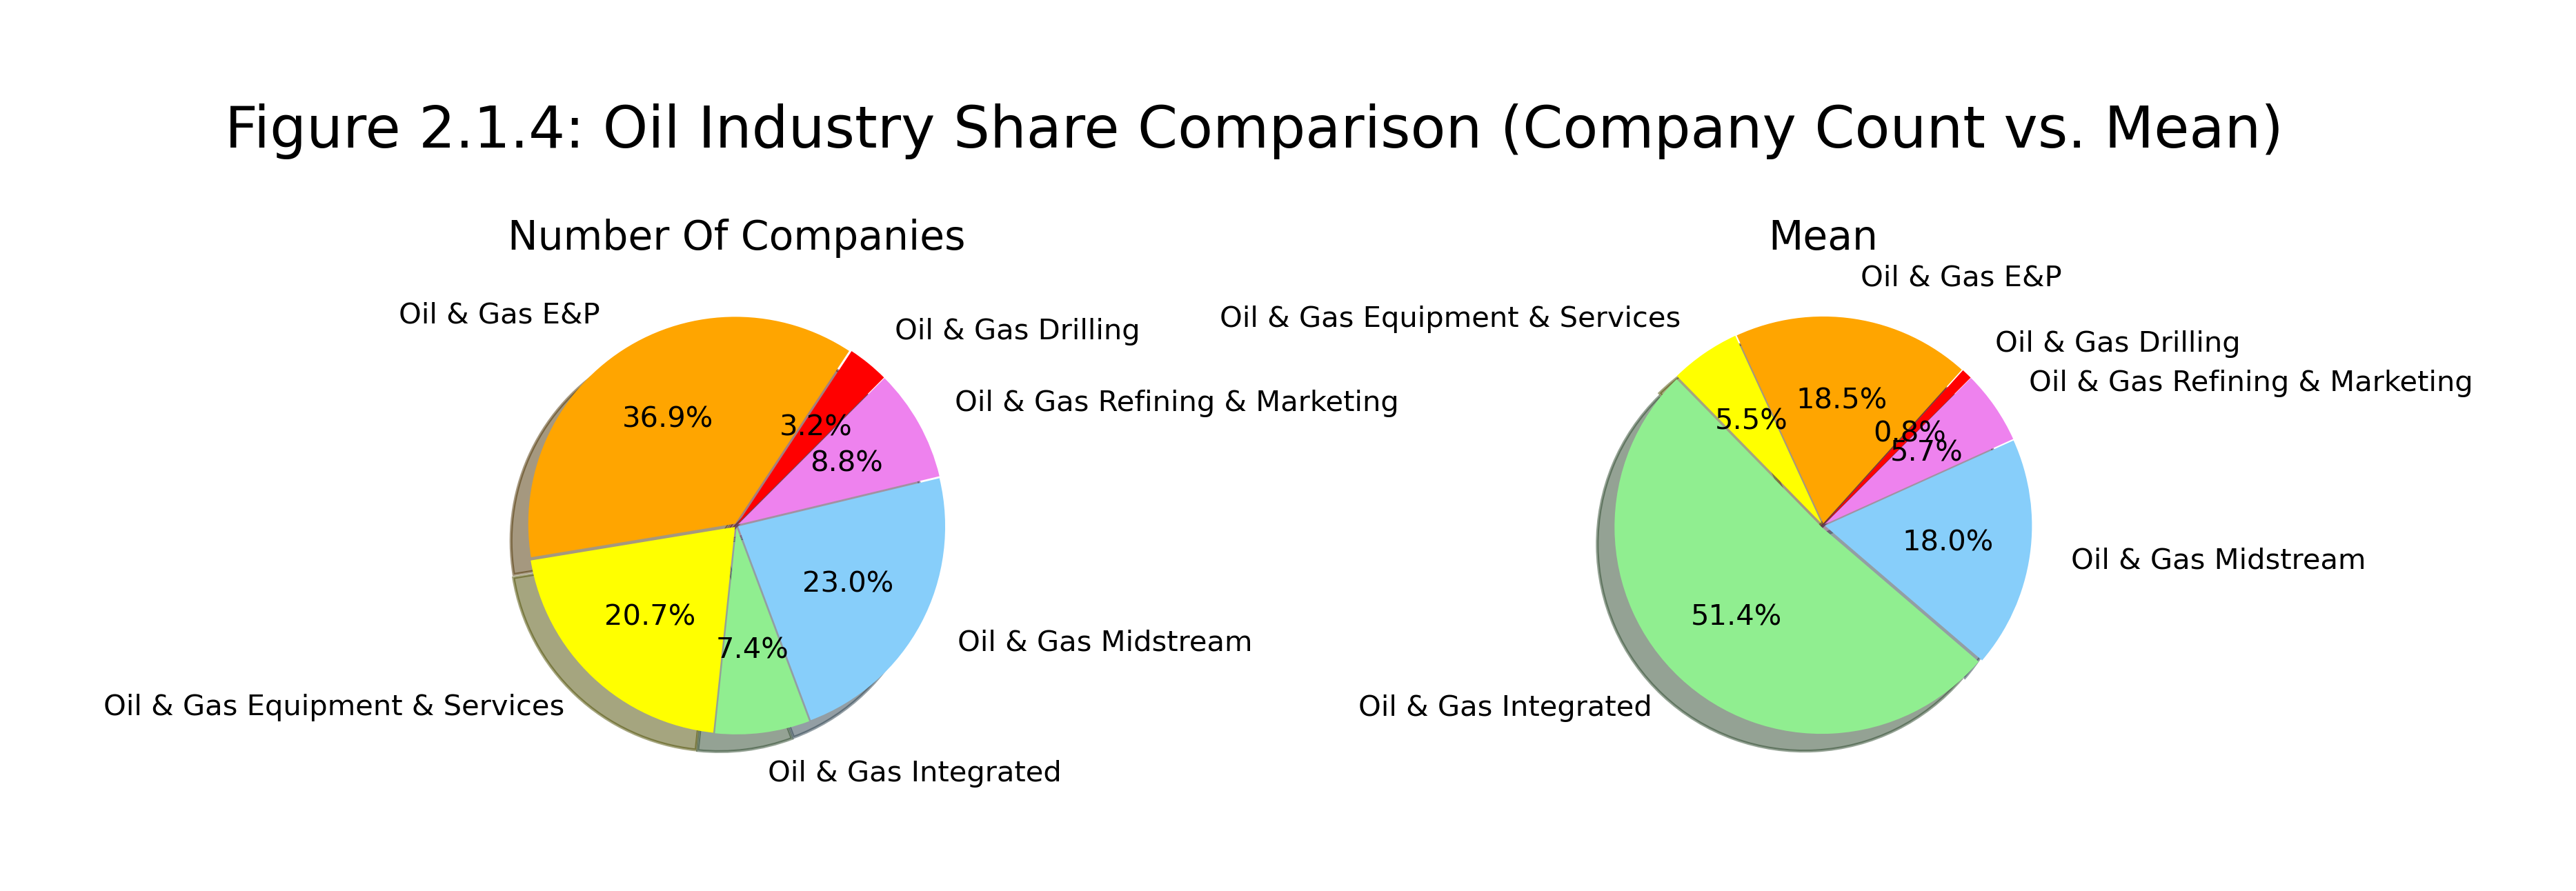 Figure 2.1.4: Oil Industry Share Comparison (Company Count vs. Mean)
Number Of Companies
Oil & Gas E&P
Oil & Gas Drilling
Oil & Gas Refining & Marketing
36.9%
3.2%
8.8%
23.0%
20.7%
7.4%
Oil & Gas Midstream
Oil & Gas Equipment & Services
Oil & Gas Integrated
Mean
Oil & Gas E&P
Oil & Gas Equipment & Services
Oil & Gas Drilling
Oil & Gas Refining & Marketing
18.5%
5.5%
0.8%
5.7%
18.0%
Oil & Gas Midstream
51.4%
Oil & Gas Integrated